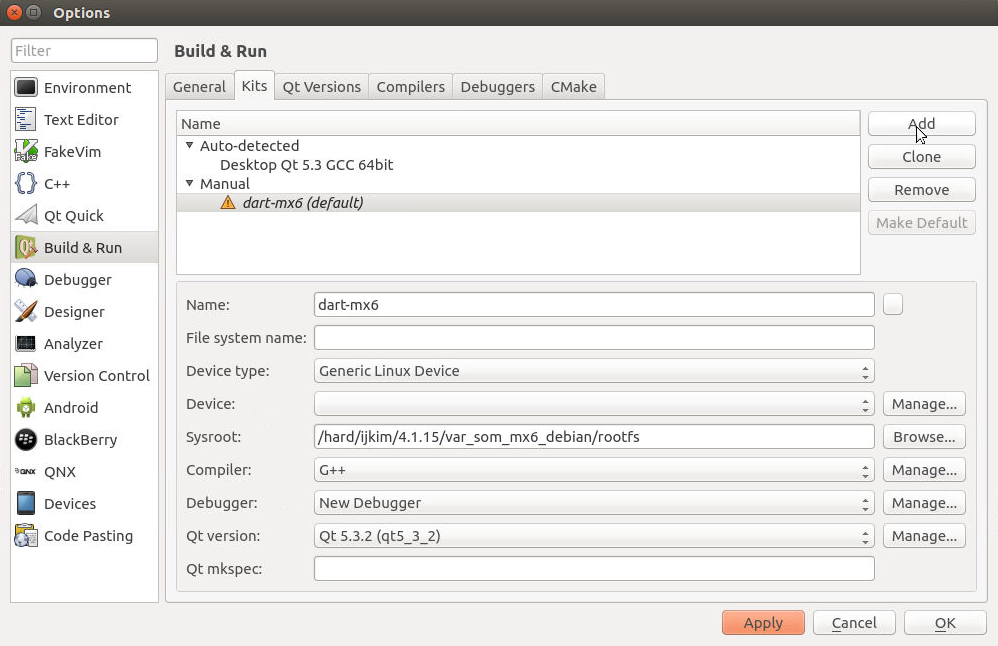 Options
Filter
Environment
Text Editor
FakeVim
C++
Qt Quick
Build & Run
Debugger
Designer
Analyzer
Version Control
Android
BlackBerry
QNX
Devices
Code Pasting
Build & Run
General Kits Qt Versions Compilers Debuggers CMake
Name
Auto-detected
Desktop Qt 5.3 GCC 64bit
Manual
dart-mx6 (default)
Add
Clone
Remove
Make Default
Name: dart-mx6
File system name:
Device type: Generic Linux Device
Device: Manage...
Sysroot: /hard/ijkim/4.1.15/var_som_mx6_debian/rootfs Browse...
Compiler: G++ Manage...
Debugger: New Debugger Manage...
Qt version: Qt 5.3.2 (qt5_3_2) Manage...
Qt mkspec:
Apply Cancel OK